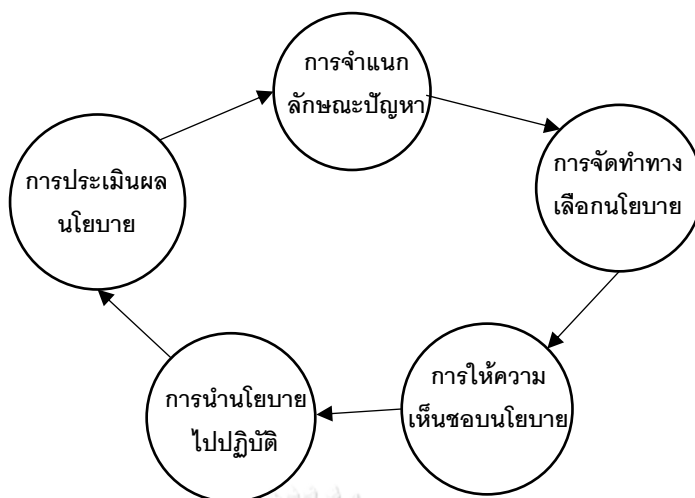 การจำแนก
ลักษณะปัญหา
การจัดทำทาง
เลือกนโยบาย
การให้ความ
เห็นชอบนโยบาย
การนำนโยบาย
ไปปฏิบัติ
การประเมินผล
นโยบาย